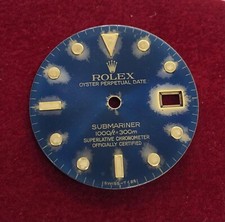 ROLEX
OYSTER PERPETUAL DATE
SUBMARINER
1000ft=300m
SUPERLATIVE CHRONOMETER
OFFICIALLY CERTIFIED